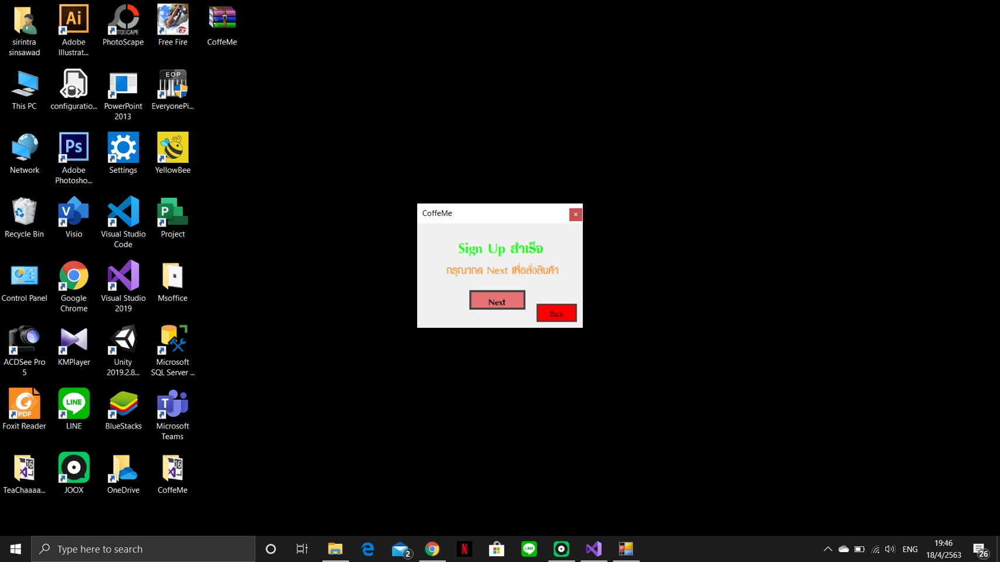 sirintra
sinsawad
Adobe
Illustrat...
PhotoScape
Free Fire
CoffeMe
This PC
configuratio...
PowerPoint
2013
EOP
EveryonePi...
Network
Adobe
Photosho...
Settings
YellowBee
Recycle Bin
Visio
Visual Studio
Code
Project
Control Panel
Google
Chrome
Visual Studio
2019
Msoffice
ACDSee Pro
5
KMPlayer
Unity
2019.2.8...
Microsoft
SQL Server ...
PDF
Foxit Reader
LINE
LINE
BlueStacks
Microsoft
Teams
TeaChaaaa...
JOOX
OneDrive
16
CoffeMe
CoffeMe
Sign Up สำเร็จ
กรุณากด Next เพื่อสั่งสินค้า
Next
Back
Type here to search
2
ENG
19:46
18/4/2563
26